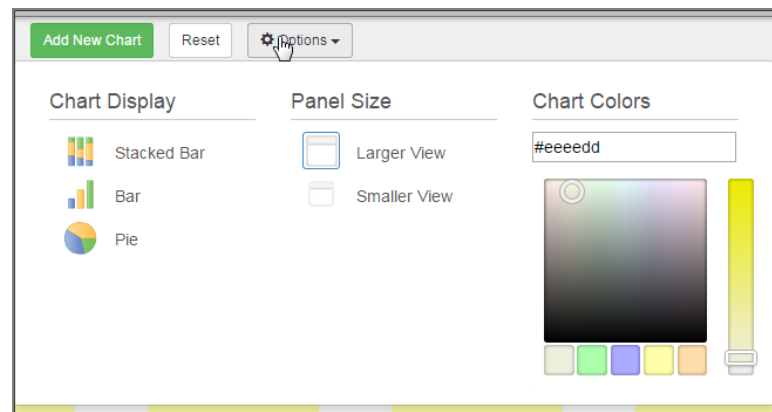 Add New Chart Reset Options
Chart Display Panel Size Chart Colors
Stacked Bar Larger View #eeeedd
Bar Smaller View
Pie